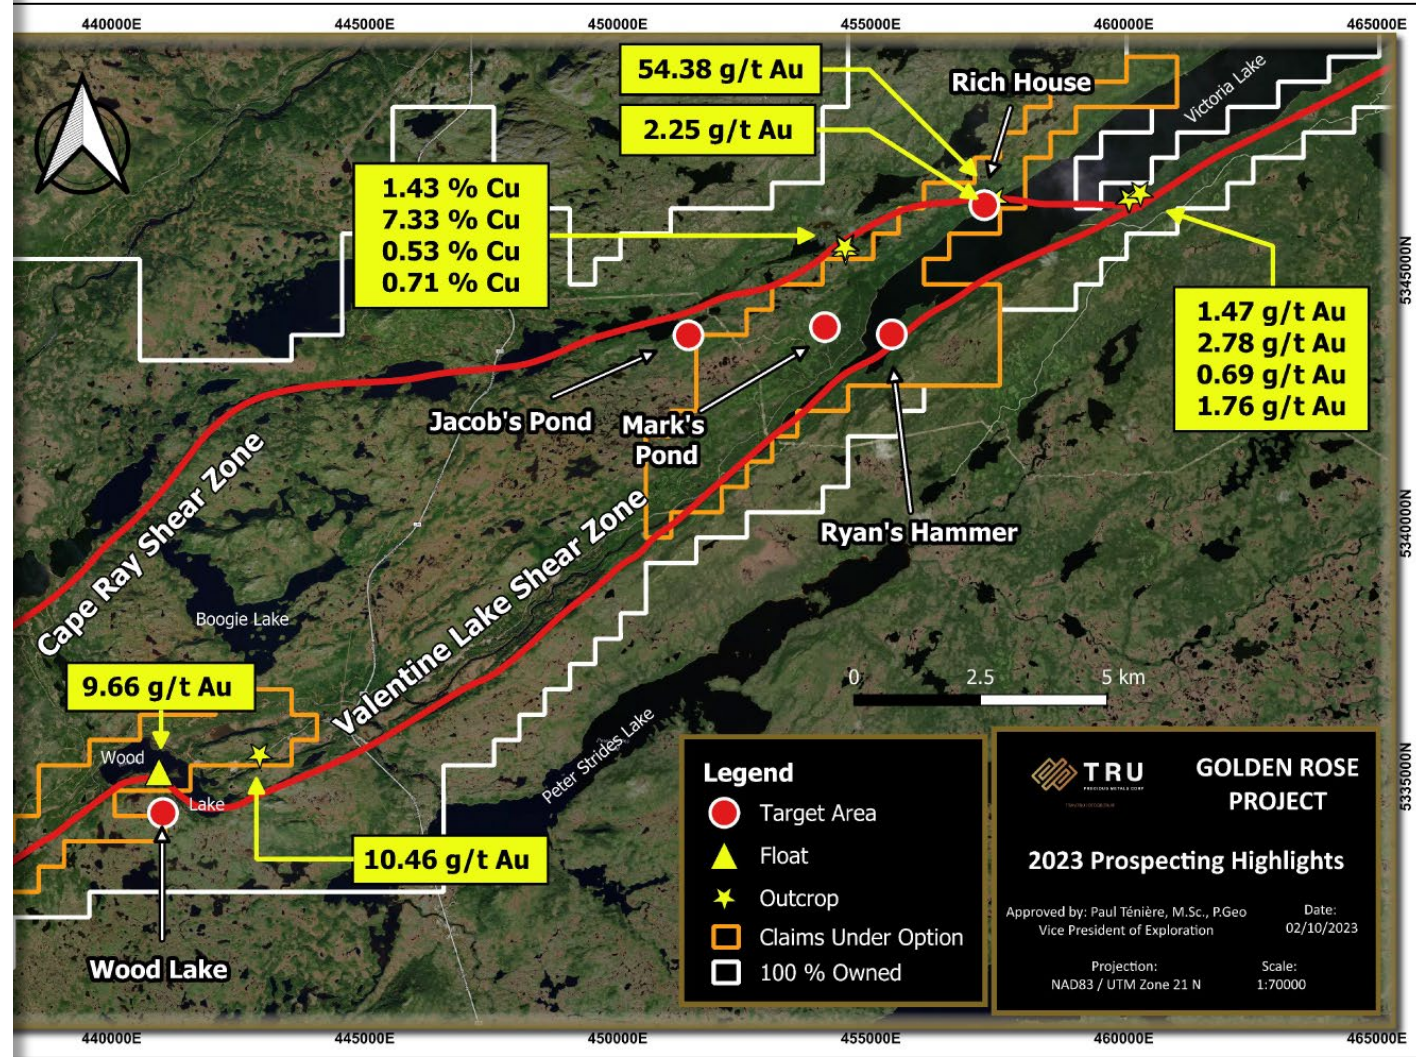 440000E
445000E
450000E
455000E
460000E
465000E
54.38 g/t Au
Rich House
Victoria Lake
2.25 g/t Au
1.43 % Cu
7.33 % Cu
0.53 % Cu
0.71 % Cu
5345000N
1.47 g/t Au
2.78 g/t Au
0.69 g/t Au
1.76 g/t Au
Jacob's Pond
Mark's
Pond
Ryan's Hammer
5340000N
Cape Ray Shear Zone
Valentine Lake Shear Zone
Boogie Lake
9.66 g/t Au
0 2.5 5 km
Peter Strides Lake
Wood
Lake
5335000N
10.46 g/t Au
Wood Lake
Legend
Target Area
Float
Outcrop
Claims Under Option
100 % Owned
TRU
PRECIOUS METALS CORP
GOLDEN ROSE
PROJECT
2023 Prospecting Highlights
Approved by: Paul Ténière, M.Sc., P.Geo
Vice President of Exploration
Date:
02/10/2023
Projection:
NAD83 / UTM Zone 21 N
Scale:
1:70000
440000E
445000E
450000E
455000E
460000E
465000E